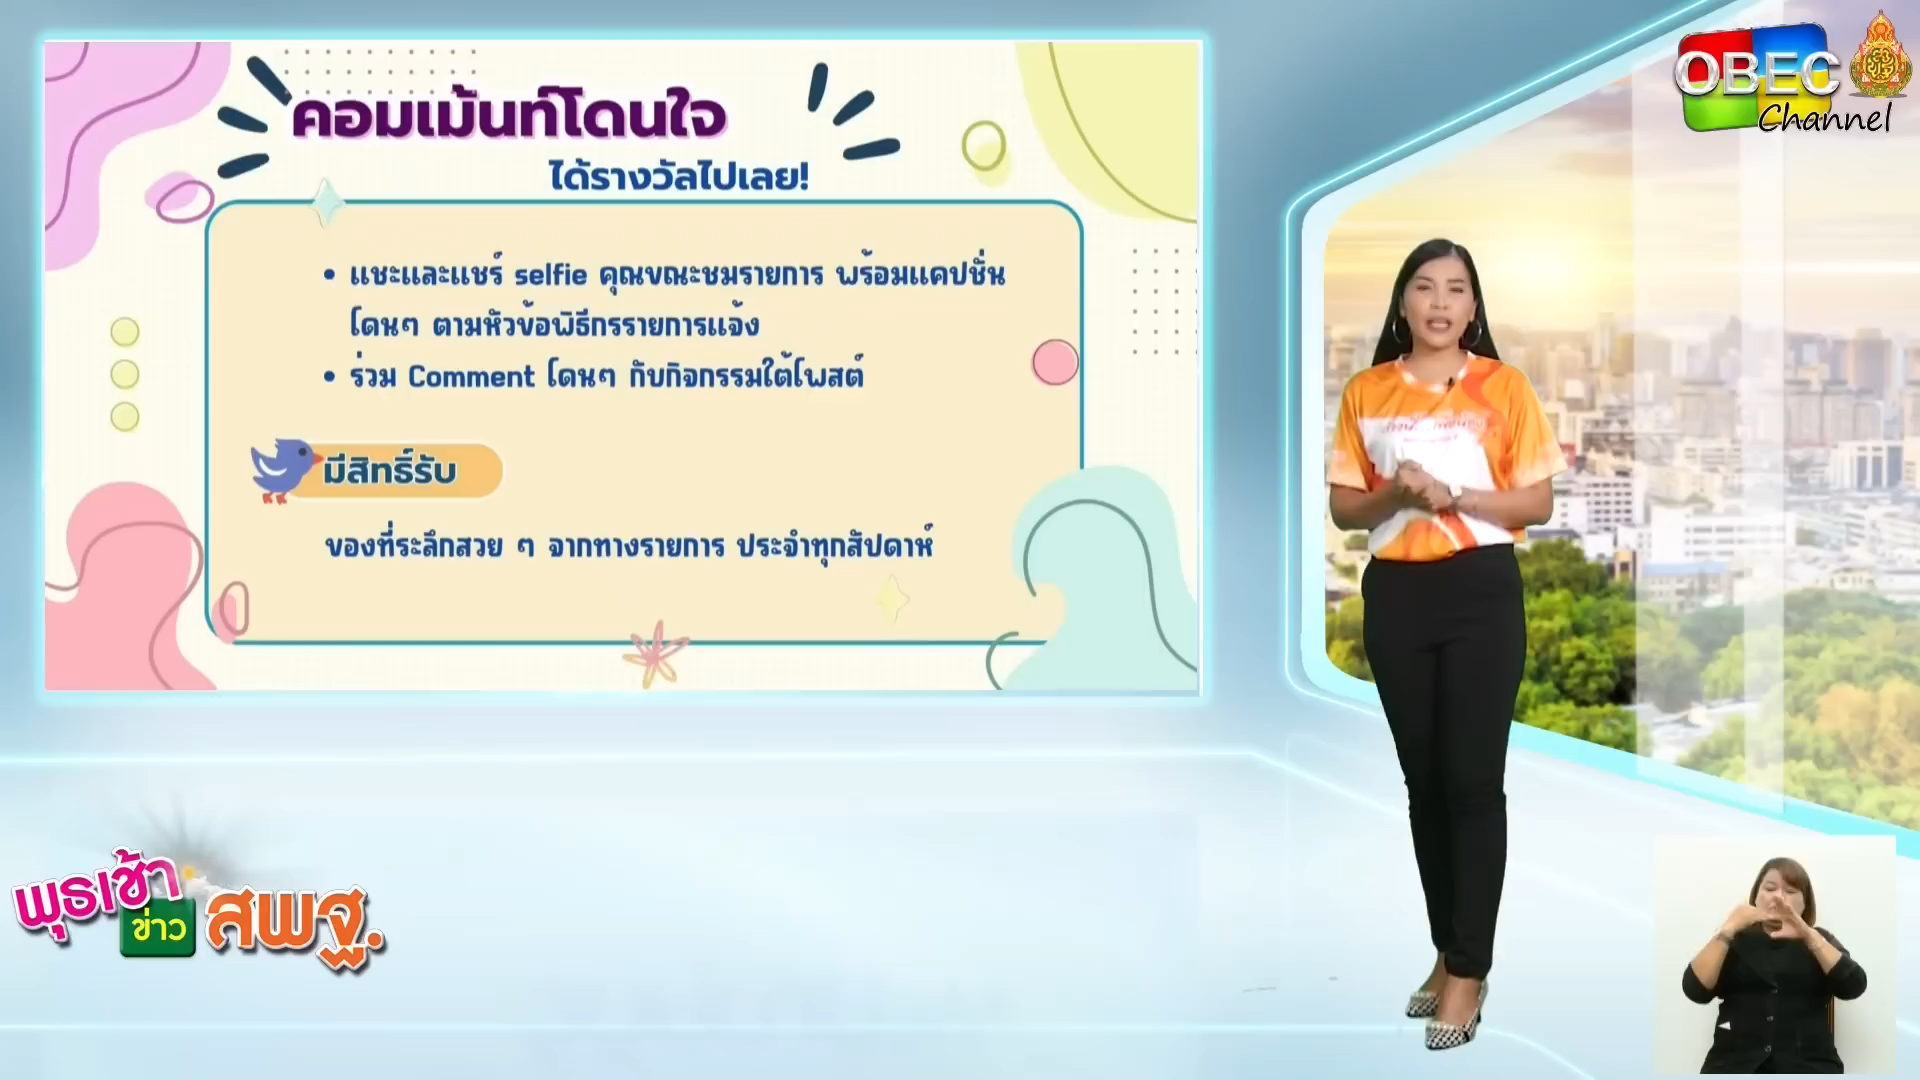 คอมเม้นท์โดนใจ
ได้รางวัลไปเลย!
• แชะและแชร์ selfie คุณขณะชมรายการ พร้อมแคปชั่น
โดนๆ ตามหัวข้อพิธีกรรายการแจ้ง
• ร่วม Comment โดนๆ กับกิจกรรมใต้โพสต์
มีสิทธิ์รับ
ของที่ระลึกสวย ๆ จากทางรายการ ประจำทุกสัปดาห์
OBEC
Channel
พุธเช้า
ข่าว
สพฐ.